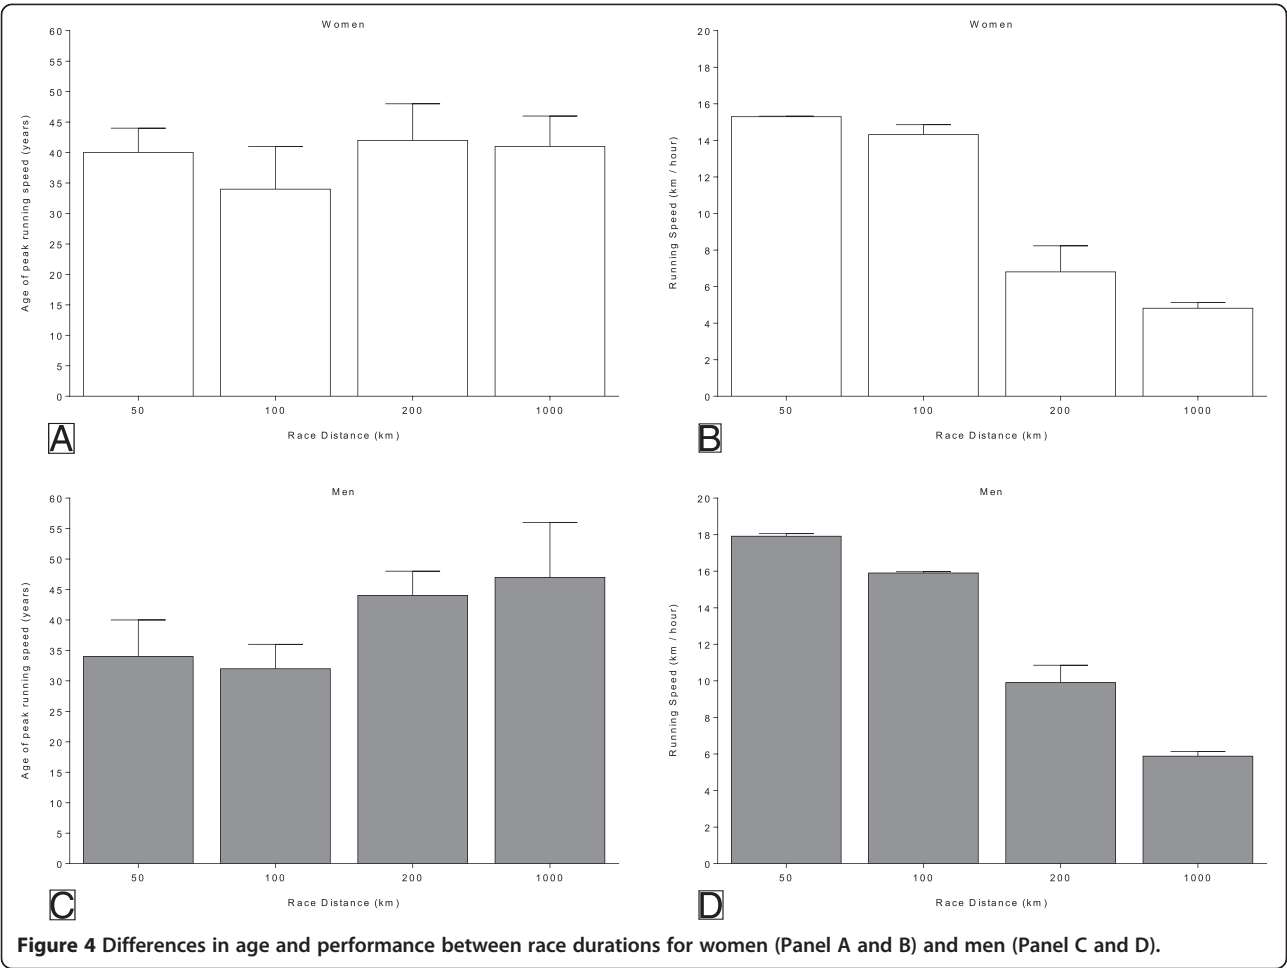 Women
60
55
50
45
40
35
30
25
20
15
10
5
0
Age of peak running speed (years)
50 100 200 1000
Race Distance (km)
A
Women
20
18
16
14
12
10
8
6
4
2
0
Running Speed (km / hour)
50 100 200 1000
Race Distance (km)
B
Men
60
55
50
45
40
35
30
25
20
15
10
5
0
Age of peak running speed (years)
50 100 200 1000
Race Distance (km)
C
Men
20
18
16
14
12
10
8
6
4
2
0
Running Speed (km / hour)
50 100 200 1000
Race Distance (km)
D
Figure 4 Differences in age and performance between race durations for women (Panel A and B) and men (Panel C and D).